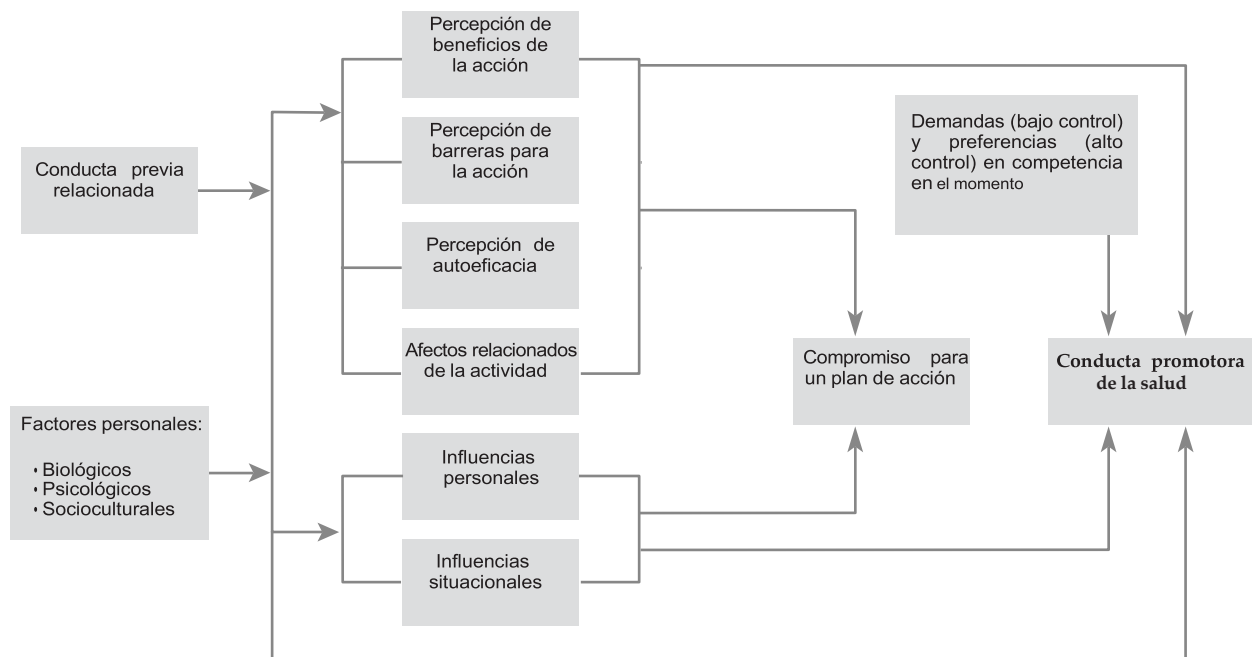 Percepción de
beneficios de
la acción
Percepción de
barreras para
la acción
Percepción de
autoeficacia
Afectos relacionados
de la actividad
Influencias
personales
Influencias
situacionales
Conducta previa
relacionada
Factores personales:
• Biológicos
• Psicológicos
• Socioculturales
Demandas (bajo control)
y preferencias (alto
control) en competencia
en el momento
Compromiso para
un plan de acción
Conducta promotora
de la salud